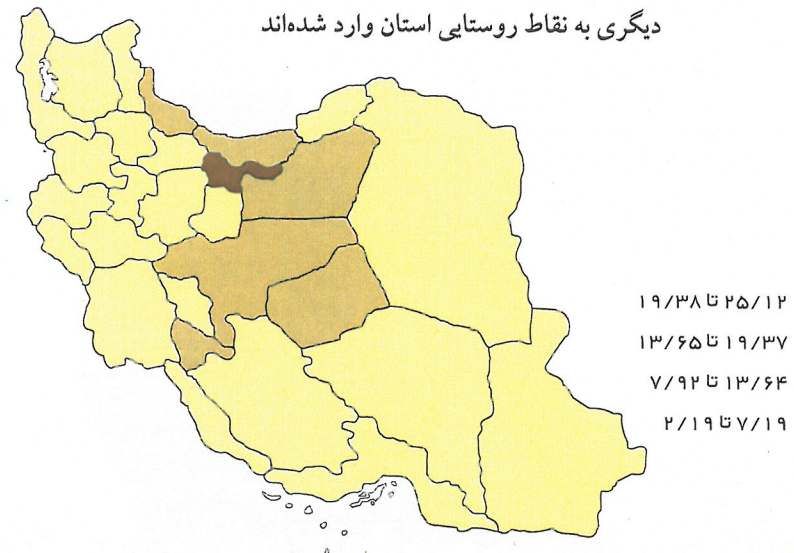 دیگری به نقاط روستایی استان وارد شده‌اند
۲۵/۱۲ تا ۱۹/۳۸
۱۹/۳۷ تا ۱۳/۶۵
۱۳/۶۴ تا ۷/۹۲
۷/۱۹ تا ۲/۱۹